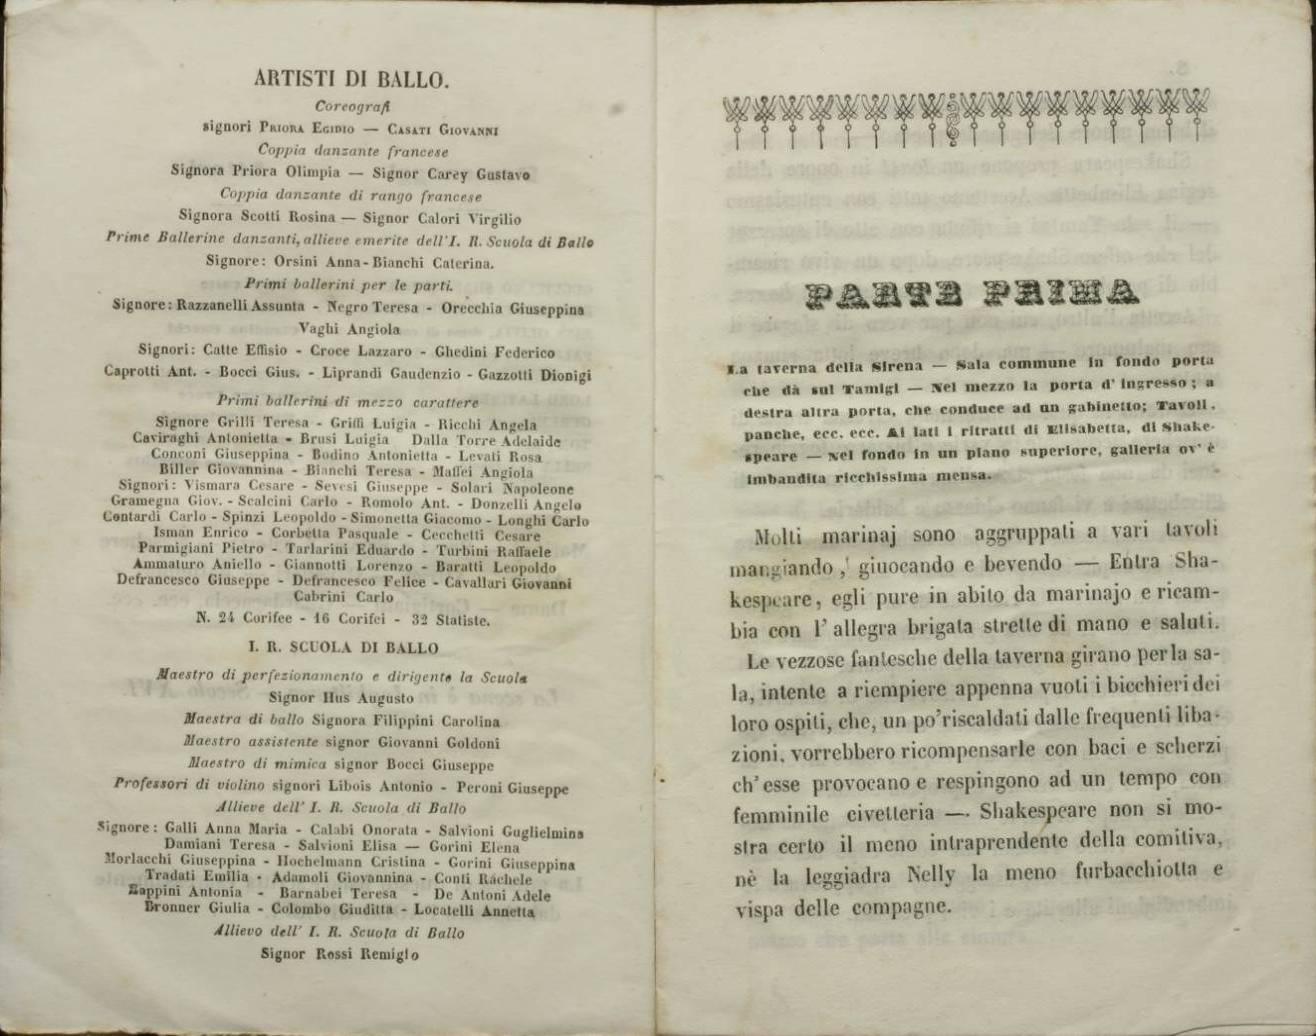 ARTISTI DI BALLO.
Coreografi
signori PRIORA EGIDIO — CASATI GIOVANNI
Coppia danzante francese
Signora Priora Olimpia — Signor Carey Gustavo
Coppia danzante di rango francese
Signora Scotti Rosina — Signor Calori Virgilio
Prime Ballerine danzanti, allieve emerite dell' I. R. Scuola di Ballo
Signore: Orsini Anna - Bianchi Caterina.
Primi ballerini per le parti.
Signore: Razzanelli Assunta - Negro Teresa - Orecchia Giuseppina
Vaghi Angiola
Signori: Catte Effisio - Croce Lazzaro - Ghedini Federico
Caprotti Ant. - Bocci Gius. - Liprandi Gaudenzio - Gazzotti Dionigi
Primi ballerini di mezzo carattere
Signore Grilli Teresa - Griffi Luigia - Ricchi Angela
Caviraghi Antonietta - Brusi Luigia Dalla Torre Adelaide
Conconi Giuseppina - Bodino Antonietta - Levati Rosa
Biller Giovannina - Bianchi Teresa - Maffei Angiola
Signori: Vismara Cesare - Sevesi Giuseppe - Solari Napoleone
Gramegna Giov. - Scalcini Carlo - Romolo Ant. - Donzelli Angelo
Contardi Carlo - Spinzi Leopoldo - Simonetta Giacomo - Longhi Carlo
Isman Enrico - Corbetta Pasquale - Cecchetti Cesare
Parmigiani Pietro - Tarlarini Eduardo - Turbini Raffaele
Ammaturo Aniello - Giannotti Lorenzo - Baratti Leopoldo
Defrancesco Giuseppe - Defrancesco Felice - Cavallari Giovanni
Cabrini Carlo
N. 24 Corifee - 16 Corifei - 32 Statiste.
I. R. SCUOLA DI BALLO
Maestro di perfezionamento e dirigente la Scuola
Signor Hus Augusto
Maestra di ballo Signora Filippini Carolina
Maestro assistente signor Giovanni Goldoni
Maestro di mimica signor Bocci Giuseppe
Professori di violino signori Libois Antonio - Peroni Giuseppe
Allieve dell' I. R. Scuola di Ballo
Signore: Galli Anna Maria - Calabi Onorata - Salvioni Guglielmina
Damiani Teresa - Salvioni Elisa — Gorini Elena
Morlacchi Giuseppina - Hochelmann Cristina - Gorini Giuseppina
Tradati Emilia - Adamoli Giovannina - Conti Rachele
Zappini Antonia - Barnabei Teresa - De Antoni Adele
Bronner Giulia - Colombo Giuditta - Locatelli Annetta
Allievo dell' I. R. Scuola di Ballo
Signor Rossi Remigio
PARTE PRIMA
La taverna della Sirena — Sala commune in fondo porta
che dà sul Tamigi — Nel mezzo la porta d' ingresso; a
destra altra porta, che conduce ad un gabinetto; Tavoli,
panche, ecc. ecc. Ai lati i ritratti di Elisabetta, di Shake-
speare — Nel fondo in un piano superiore, galleria ov' è
imbandita ricchissima mensa.
Molti marinaj sono aggruppati a vari tavoli
mangiando, giuocando e bevendo — Entra Sha-
kespeare, egli pure in abito da marinajo e ricam-
bia con l' allegra brigata strette di mano e saluti.
Le vezzose fantesche della taverna girano per la sa-
la, intente a riempiere appenna vuoti i bicchieri dei
loro ospiti, che, un po' riscaldati dalle frequenti liba-
zioni, vorrebbero ricompensarle con baci e scherzi
ch' esse provocano e respingono ad un tempo con
femminile civetteria — Shakespeare non si mo-
stra certo il meno intraprendente della comitiva,
nè la leggiadra Nelly la meno furbacchiotta e
vispa delle compagne.